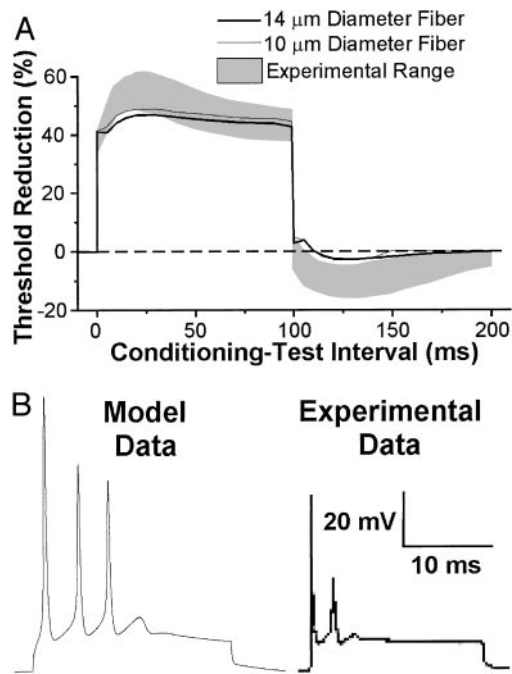 A
14 μm Diameter Fiber
10 μm Diameter Fiber
Experimental Range
Threshold Reduction (%)
60
40
20
0
-20
0
50
100
150
200
Conditioning-Test Interval (ms)
B
Model
Data
Experimental
Data
20 mV
10 ms